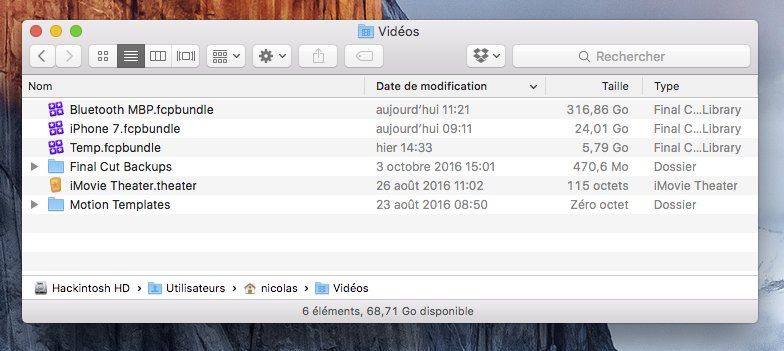 Vidéos
Rechercher
Nom Date de modification Taille Type
Bluetooth MBP.fcpbundle aujourd'hui 11:21 316,86 Go Final C...Library
iPhone 7.fcpbundle aujourd'hui 09:11 24,01 Go Final C...Library
Temp.fcpbundle hier 14:33 5,79 Go Final C...Library
Final Cut Backups 3 octobre 2016 15:01 470,6 Mo Dossier
iMovie Theater.theater 26 août 2016 11:02 115 octets iMovie Theater
Motion Templates 23 août 2016 08:50 Zéro octet Dossier
Hackintosh HD › Utilisateurs › nicolas › Vidéos
6 éléments, 68,71 Go disponible